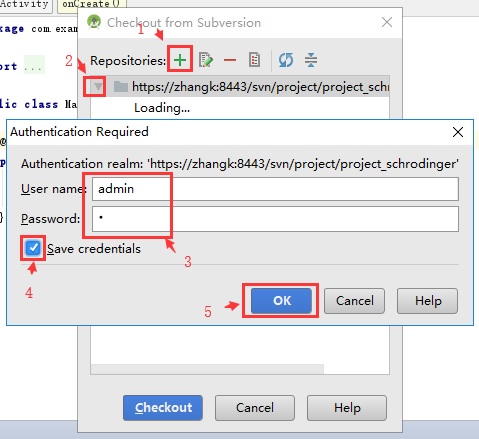 Activity onCreate()
1
Checkout from Subversion
kage com.exam
Repositories:
ort ...
2
https://zhangk:8443/svn/project/project_schro
Loading...
lic class Ma
Authentication Required
Authentication realm: 'https://zhangk:8443/svn/project/project_schrodinger'
User name: admin
Password: •
Save credentials
3
4
5
OK Cancel Help
Checkout Cancel Help